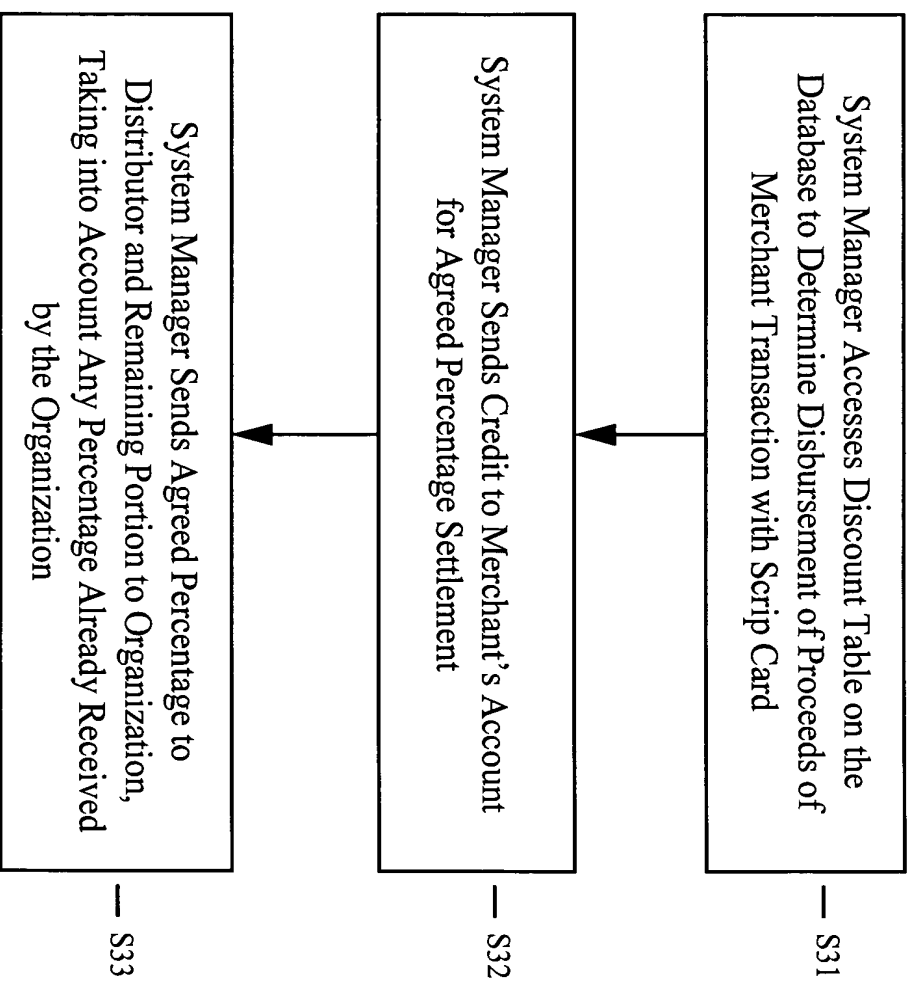 System Manager Accesses Discount Table on the
Database to Determine Disbursement of Proceeds of
Merchant Transaction with Scrip Card
S31
System Manager Sends Credit to Merchant's Account
for Agreed Percentage Settlement
S32
System Manager Sends Agreed Percentage to
Distributor and Remaining Portion to Organization,
Taking into Account Any Percentage Already Received
by the Organization
S33